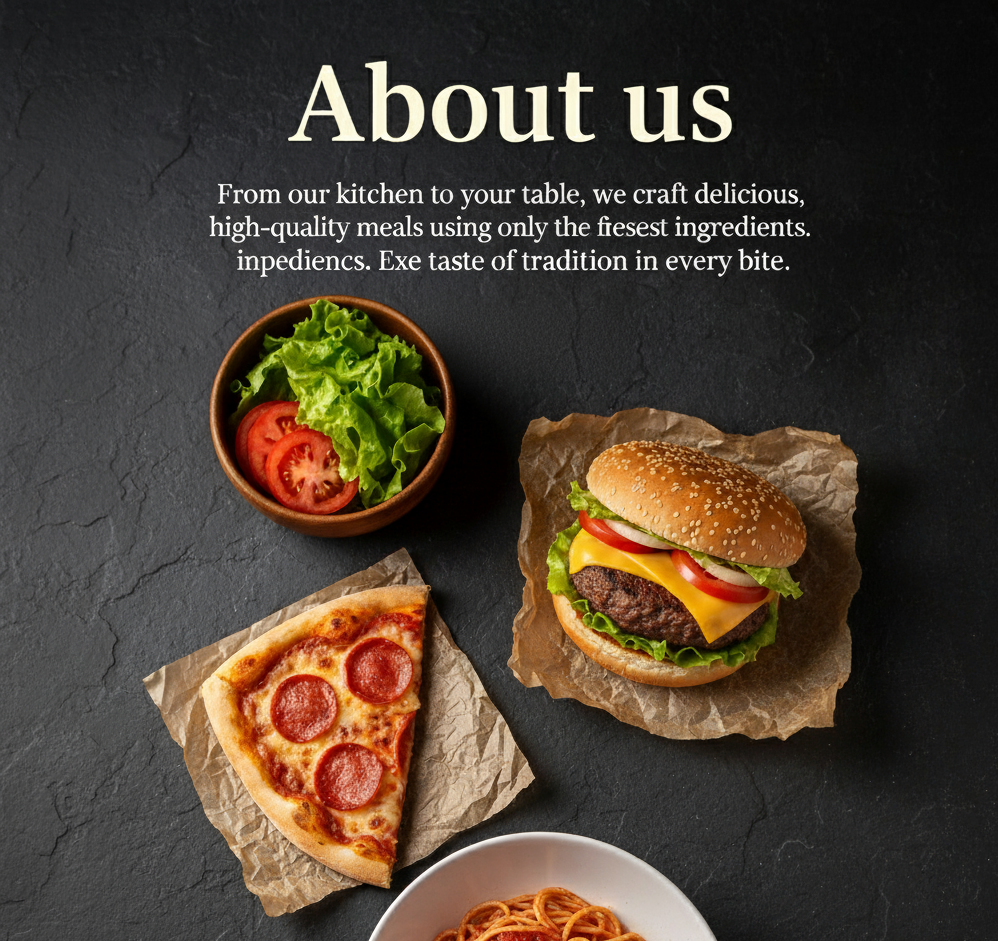 About us
From our kitchen to your table, we craft delicious,
high-quality meals using only the fresest ingredients.
inpediencs. Exe taste of tradition in every bite.